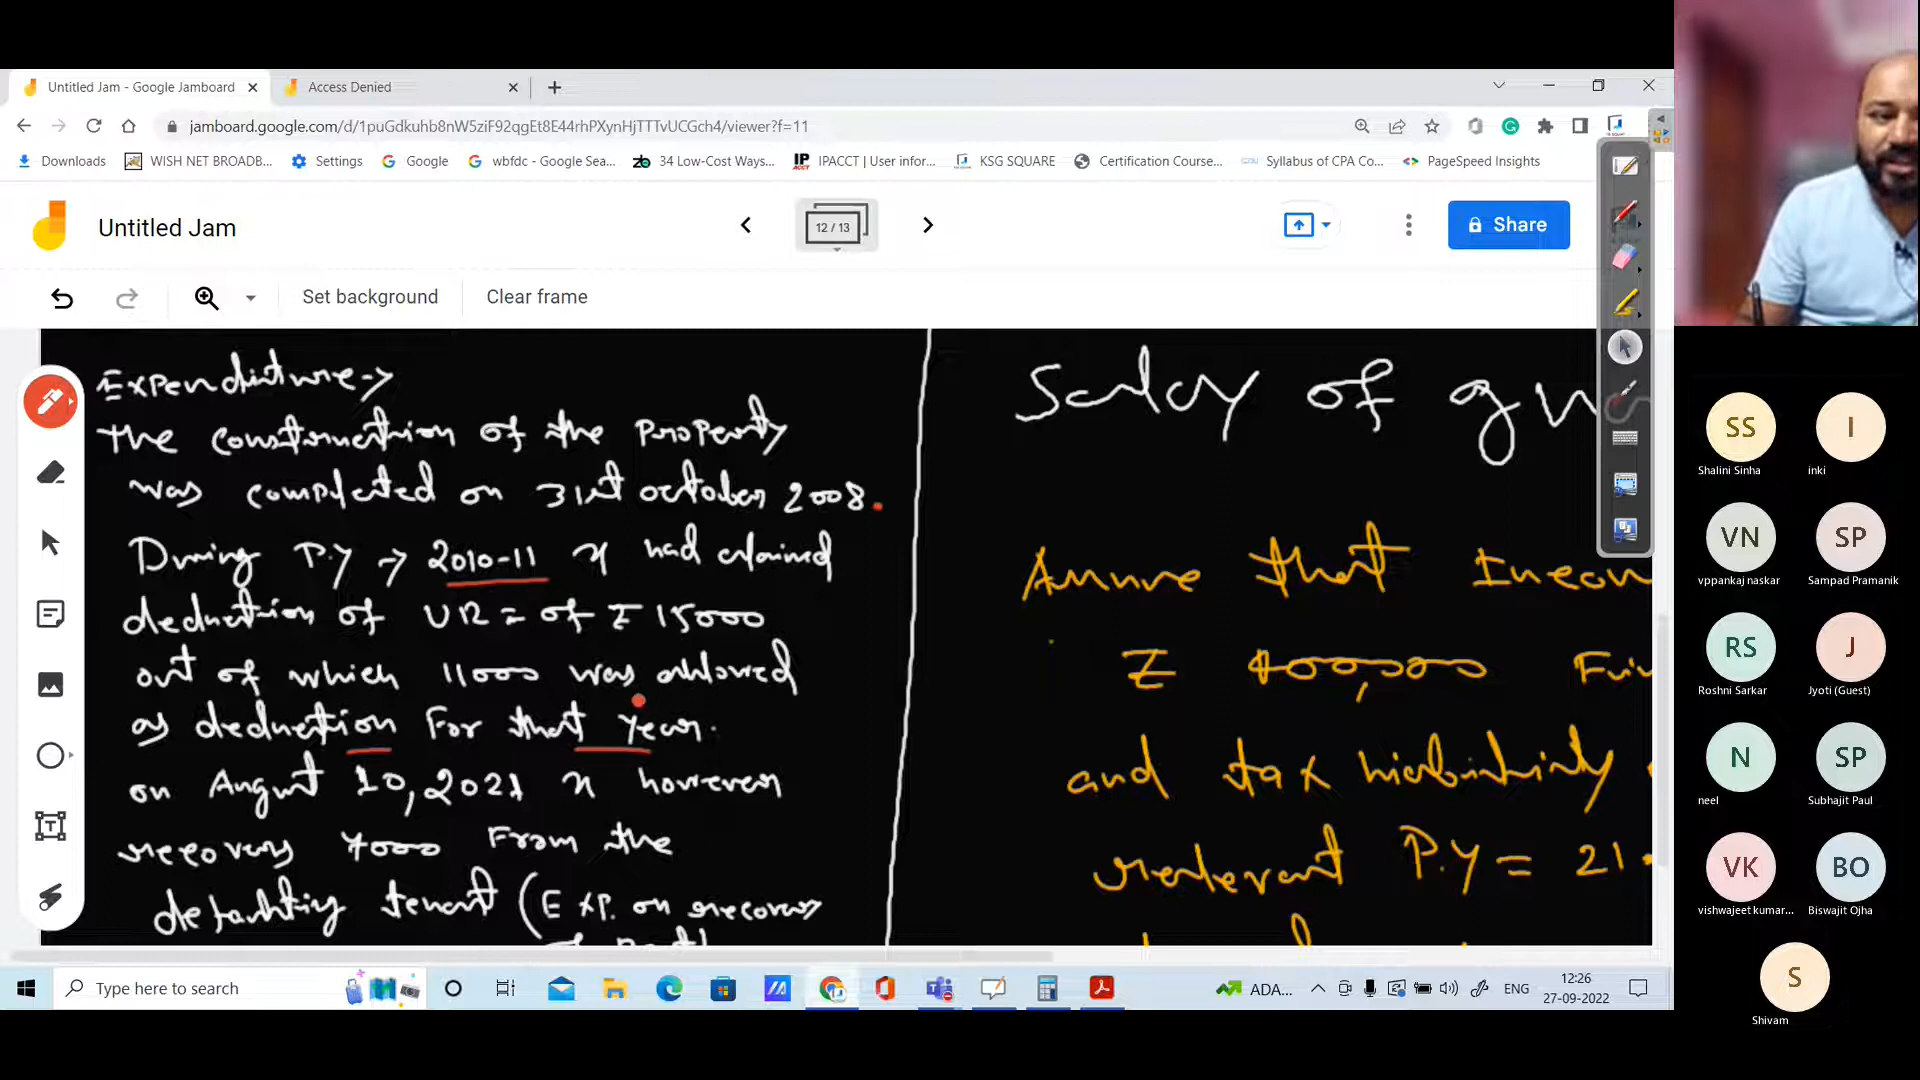 Untitled Jam - Google Jamboard
Access Denied
jamboard.google.com/d/1puGdkuhb8nW5ziF92qgEt8E44rhPXynHjTTTvUCGch4/viewer?f=11
Downloads WISH NET BROADB... Settings Google wbfdc - Google Sea... 34 Low-Cost Ways... IPACCT | User infor... KSG SQUARE Certification Course... Syllabus of CPA Co... PageSpeed Insights
Untitled Jam
12 / 13
Share
Set background Clear frame
Expenditure →
The construction of the Property
was completed on 31st october 2008.
During P.Y → 2010-11 x had claimed
deduction of UR = of ₹ 15000
out of which 11000 was allowed
as deduction For that year.
on August 10, 2021 x however
recovers 7000 From the
defaulting tenant (EXP. on recovery
Salary of
Assume that Incom
₹ 400,000 Fin
and tax liability
relevant P.Y = 21-
SS
Shalini Sinha
I
inki
VN
vppankaj naskar
SP
Sampad Pramanik
RS
Roshni Sarkar
J
Jyoti (Guest)
N
neel
SP
Subhajit Paul
VK
vishwajeet kumar...
BO
Biswajit Ojha
S
Shivam
Type here to search
ADA...
ENG
12:26
27-09-2022